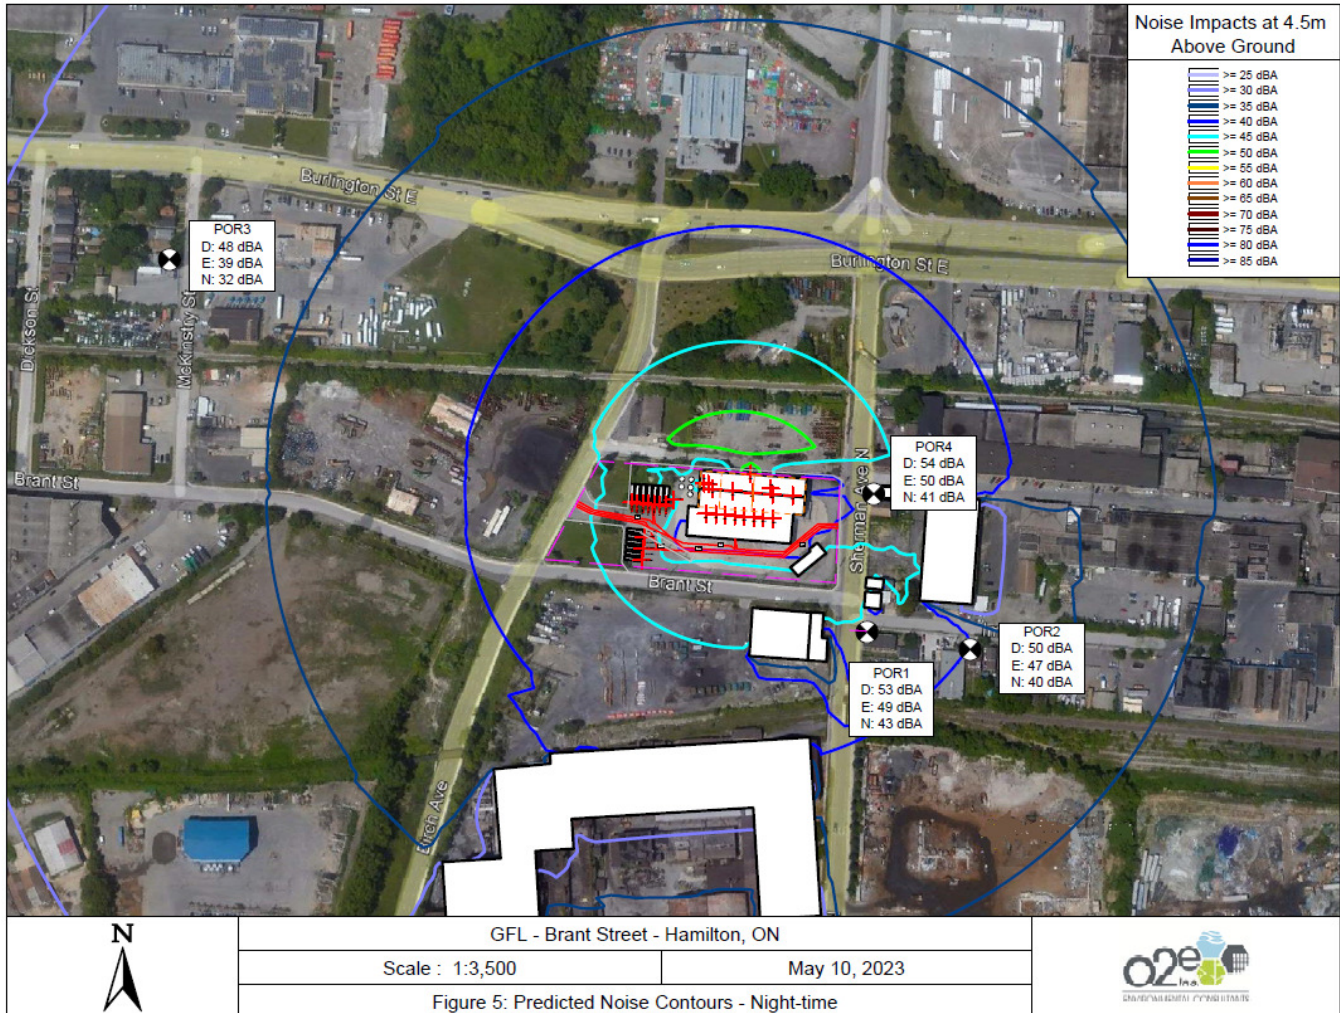 Noise Impacts at 4.5m
Above Ground
>= 25 dBA
>= 30 dBA
>= 35 dBA
>= 40 dBA
>= 45 dBA
>= 50 dBA
>= 55 dBA
>= 60 dBA
>= 65 dBA
>= 70 dBA
>= 75 dBA
>= 80 dBA
>= 85 dBA
Burlington St E
Burlington St E
POR3
D: 48 dBA
E: 39 dBA
N: 32 dBA
Dickson St
McKinstry St
Brant St
POR4
D: 54 dBA
E: 50 dBA
N: 41 dBA
Sherman Ave N
Brant St
POR2
D: 50 dBA
E: 47 dBA
N: 40 dBA
POR1
D: 53 dBA
E: 49 dBA
N: 43 dBA
Birch Ave
N
GFL - Brant Street - Hamilton, ON
Scale : 1:3,500
May 10, 2023
Figure 5: Predicted Noise Contours - Night-time
o2e
inc.
ENVIRONMENTAL CONSULTANTS